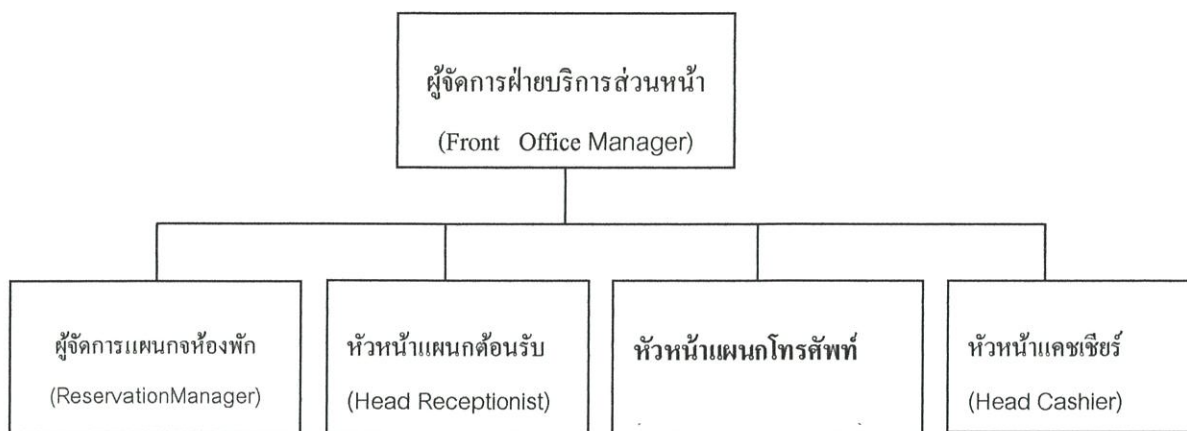 ผู้จัดการฝ่ายบริการส่วนหน้า
(Front Office Manager)
ผู้จัดการแผนกจห้องพัก
(ReservationManager)
หัวหน้าแผนกต้อนรับ
(Head Receptionist)
หัวหน้าแผนกโทรศัพท์
หัวหน้าแคชเชียร์
(Head Cashier)